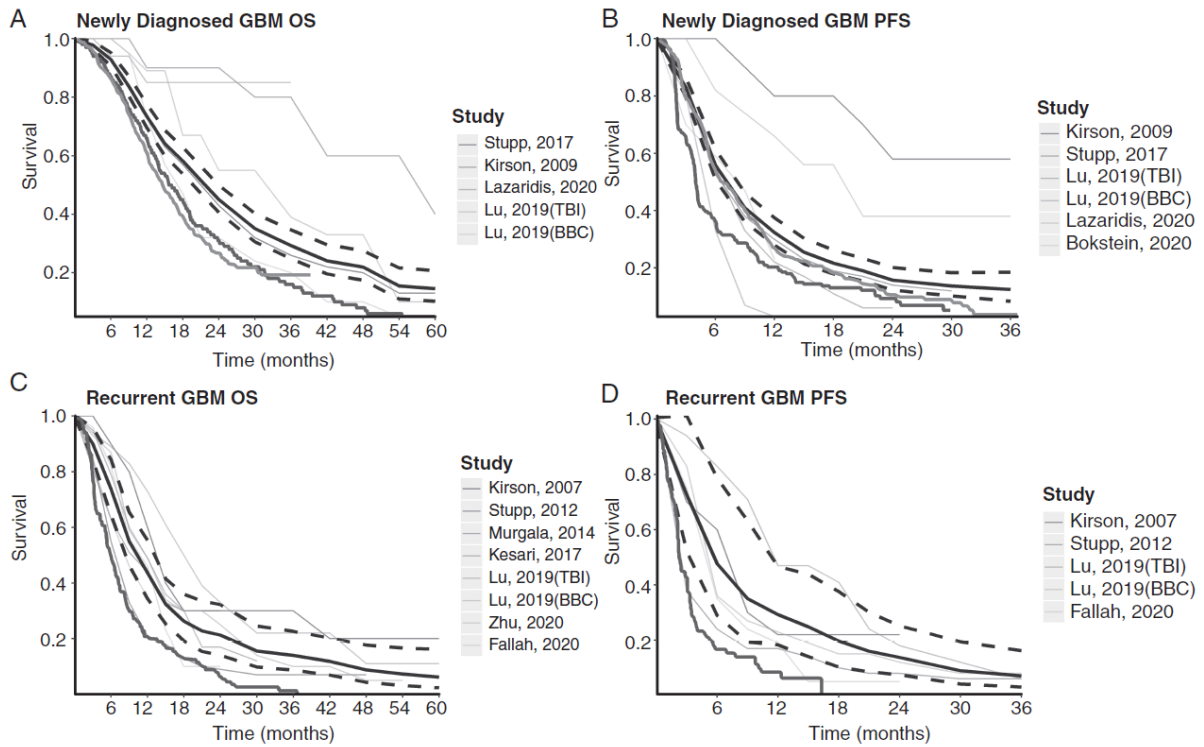 A
Newly Diagnosed GBM OS
Survival
1.0
0.8
0.6
0.4
0.2
6 12 18 24 30 36 42 48 54 60
Time (months)
Study
Stupp, 2017
Kirson, 2009
Lazaridis, 2020
Lu, 2019(TBI)
Lu, 2019(BBC)
B
Newly Diagnosed GBM PFS
Survival
1.0
0.8
0.6
0.4
0.2
6 12 18 24 30 36
Time (months)
Study
Kirson, 2009
Stupp, 2017
Lu, 2019(TBI)
Lu, 2019(BBC)
Lazaridis, 2020
Bokstein, 2020
C
Recurrent GBM OS
Survival
1.0
0.8
0.6
0.4
0.2
6 12 18 24 30 36 42 48 54 60
Time (months)
Study
Kirson, 2007
Stupp, 2012
Murgala, 2014
Kesari, 2017
Lu, 2019(TBI)
Lu, 2019(BBC)
Zhu, 2020
Fallah, 2020
D
Recurrent GBM PFS
Survival
1.0
0.8
0.6
0.4
0.2
6 12 18 24 30 36
Time (months)
Study
Kirson, 2007
Stupp, 2012
Lu, 2019(TBI)
Lu, 2019(BBC)
Fallah, 2020